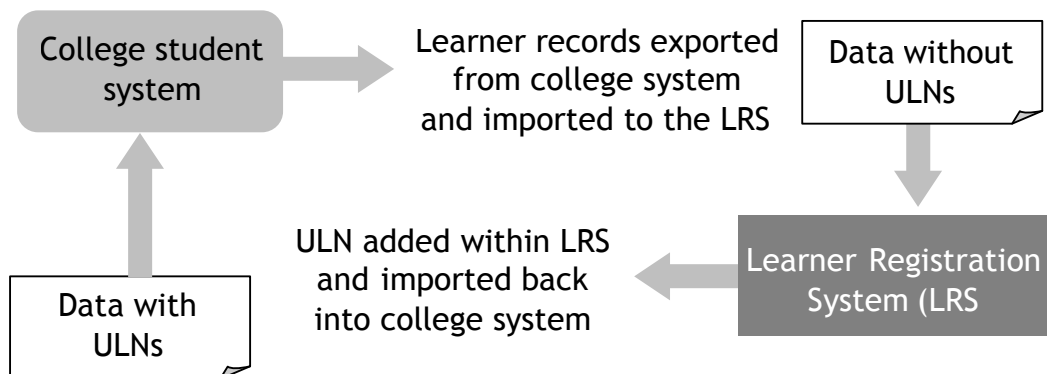 College student
system
Learner records exported
from college system
and imported to the LRS
Data without
ULNs
Learner Registration
System (LRS
ULN added within LRS
and imported back
into college system
Data with
ULNs